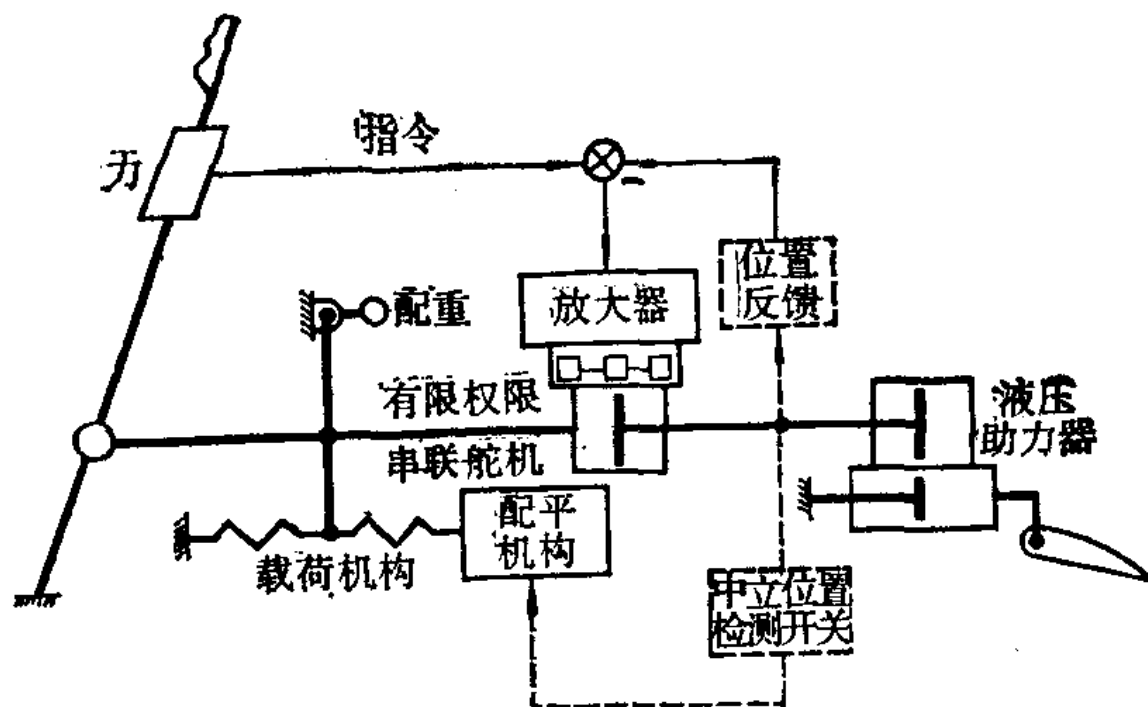 指令
力
位置
反馈
放大器
配重
有限权限
串联舵机
液压
助力器
配平
机构
载荷机构
中立位置
检测开关